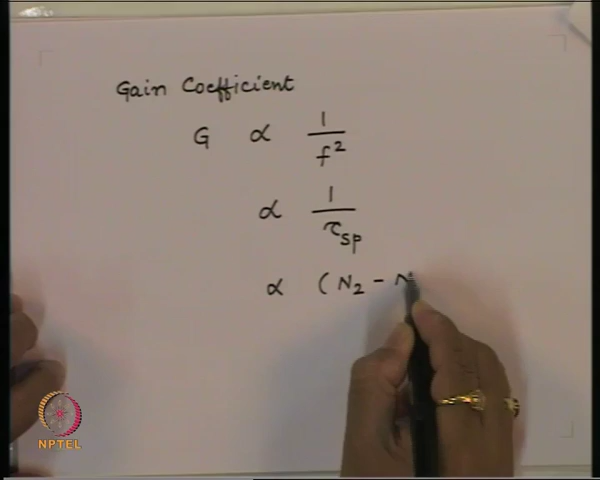 Gain Coefficient
G ∝ 1/f²
∝ 1/τsp
∝ (N₂ - N
NPTEL